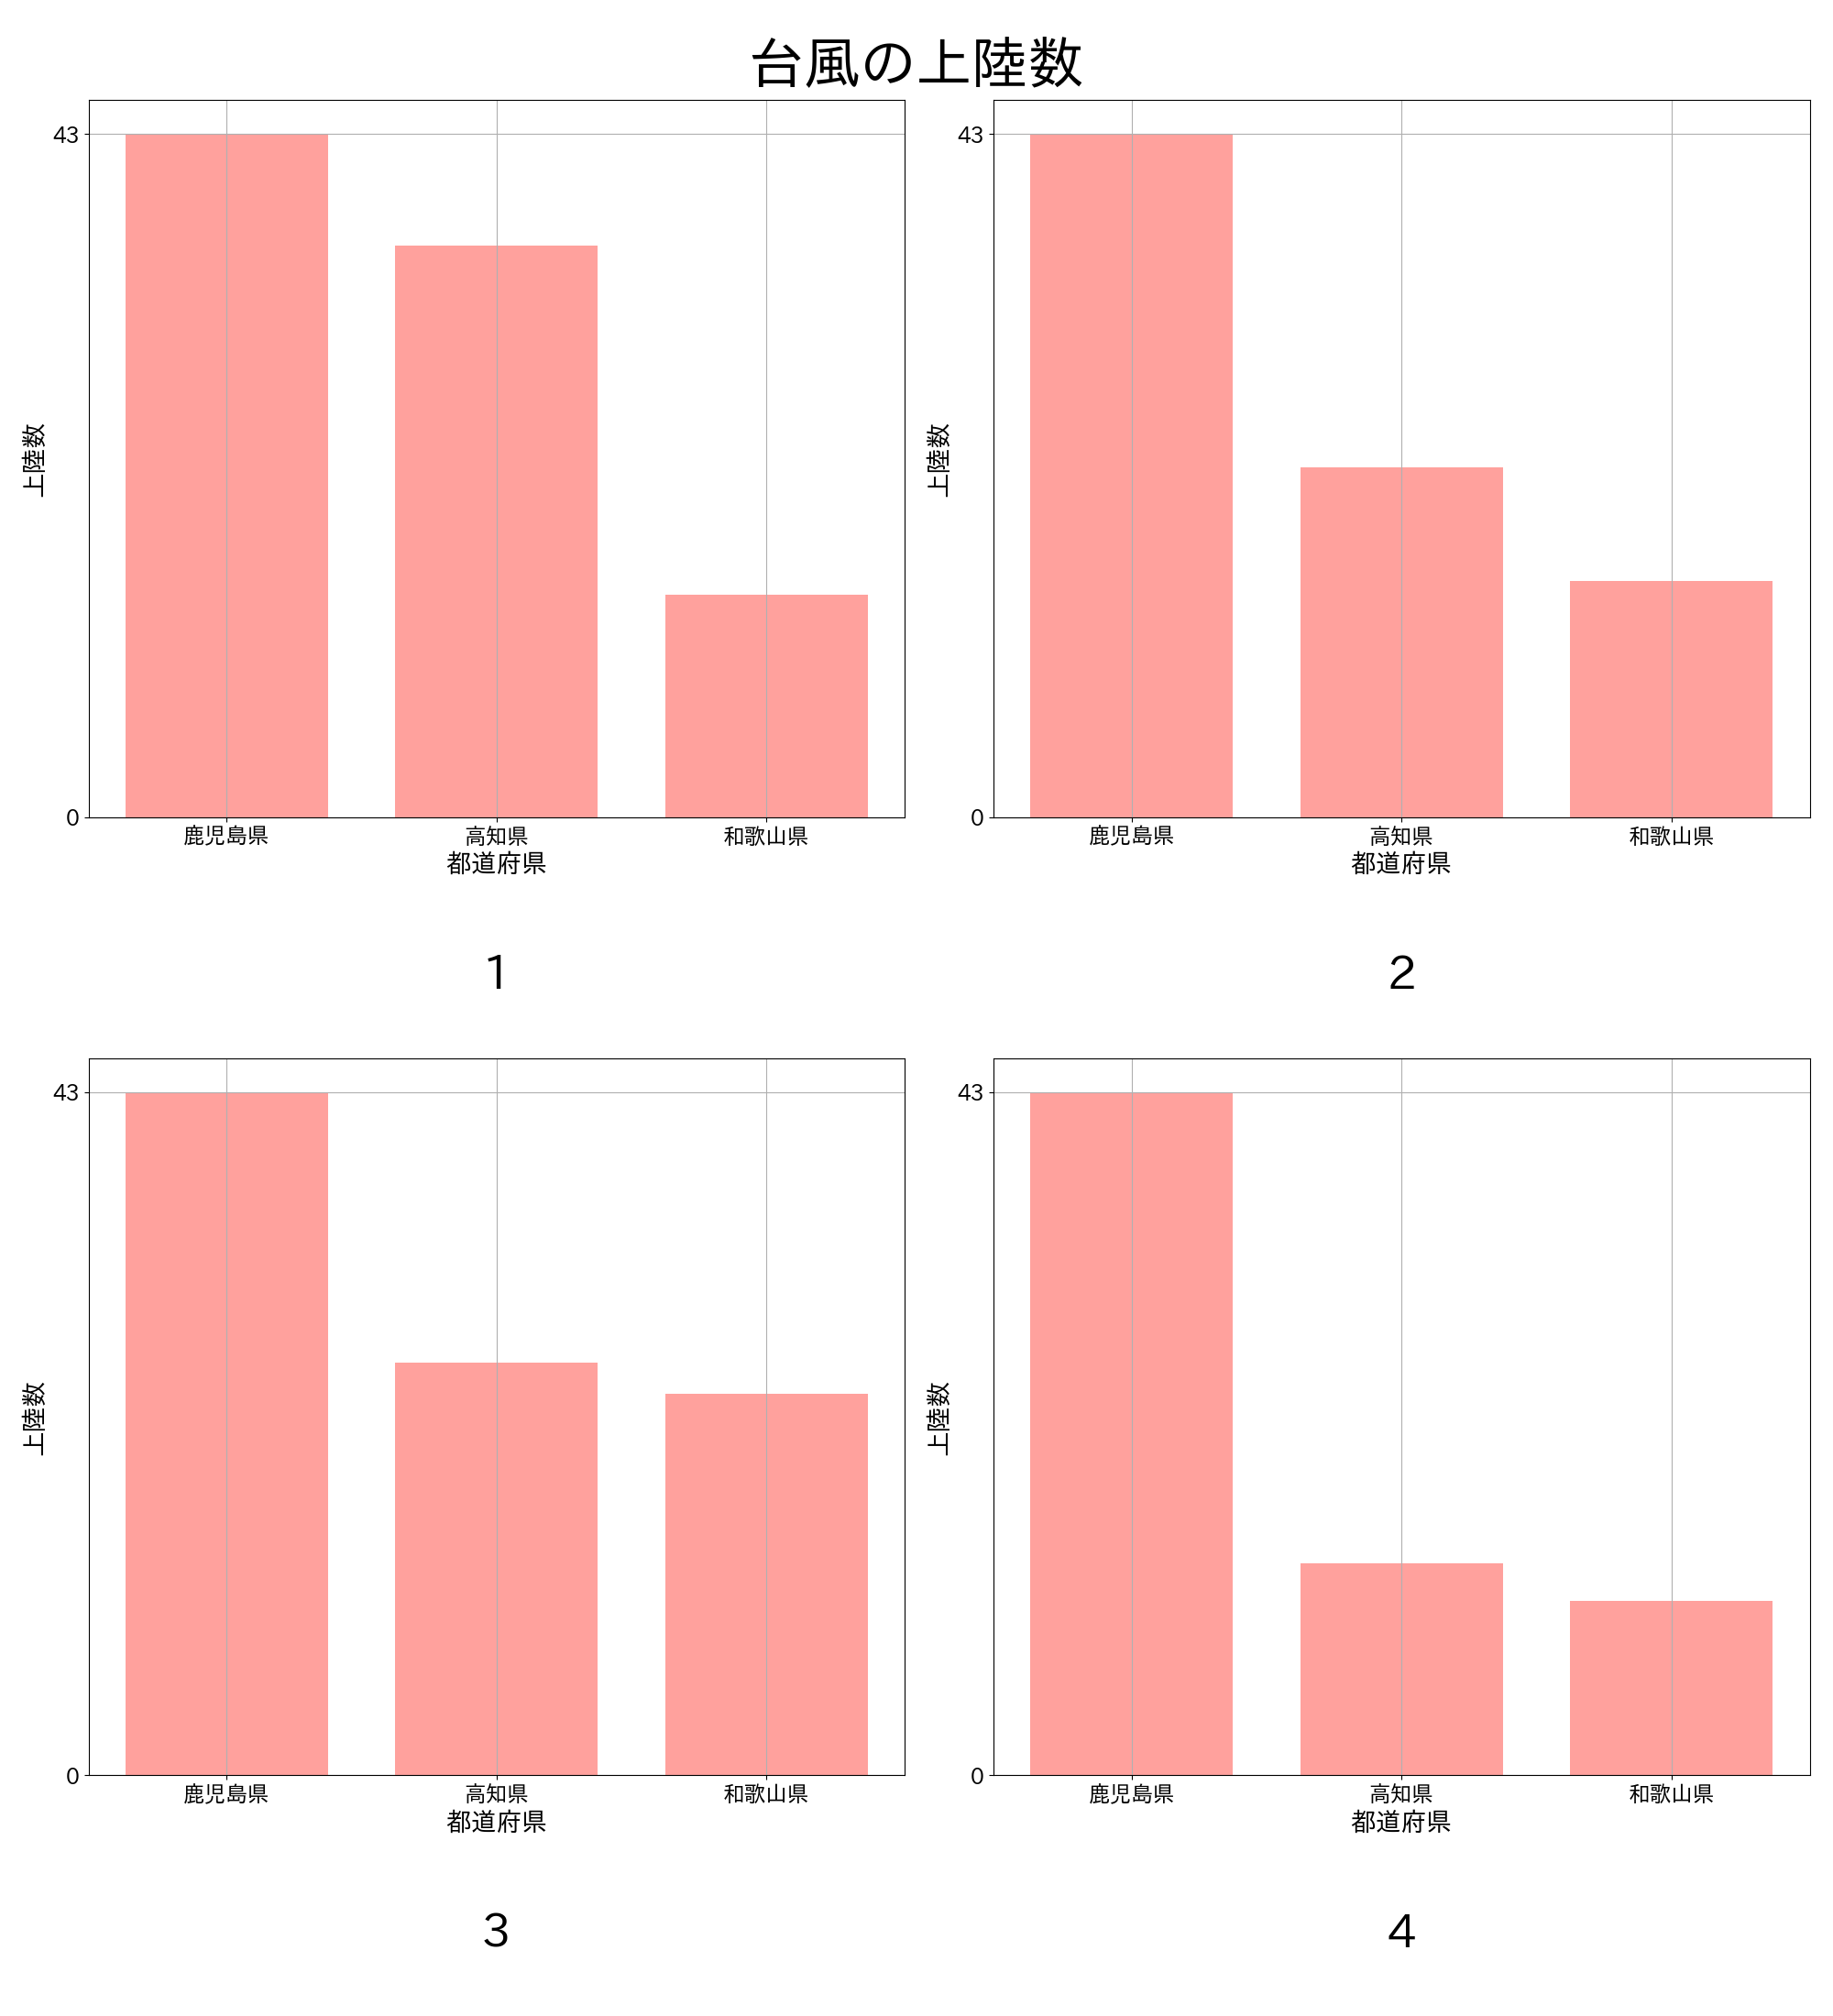 台風の上陸数
43
0
上陸数
鹿児島県 高知県 和歌山県
都道府県
1
43
0
上陸数
鹿児島県 高知県 和歌山県
都道府県
2
43
0
上陸数
鹿児島県 高知県 和歌山県
都道府県
3
43
0
上陸数
鹿児島県 高知県 和歌山県
都道府県
4